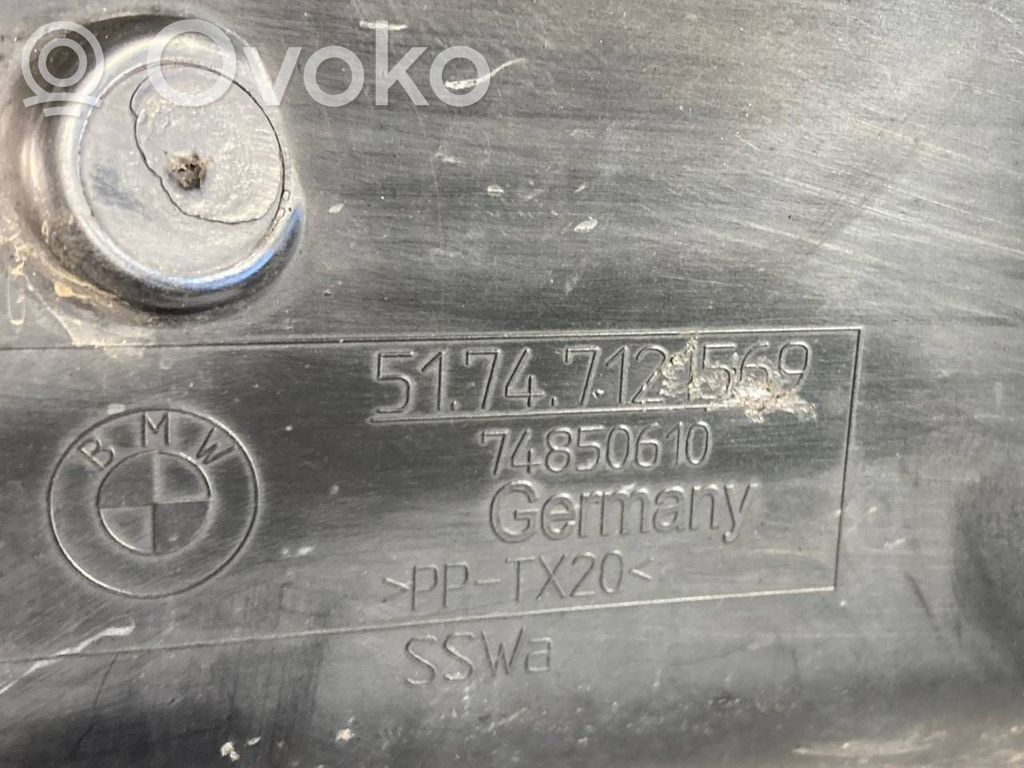 Ovoko
51.74.7121569
BMW
74850610
Germany
>PP-TX20<
SSWa